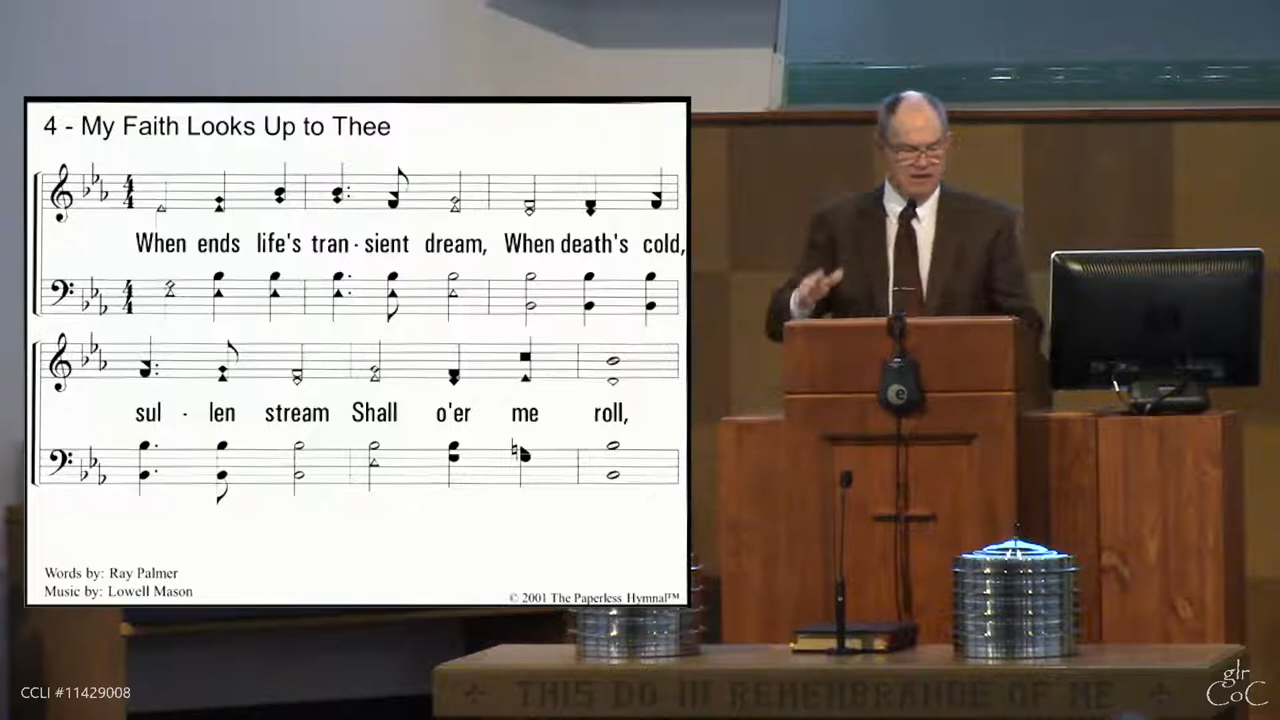 4 - My Faith Looks Up to Thee
When ends life's tran - sient dream, When death's cold,
sul - len stream Shall o'er me roll,
Words by: Ray Palmer
Music by: Lowell Mason
© 2001 The Paperless Hymnal™
THIS DO IN REMEMBRANCE OF ME
CCLI #11429008
glr
CoC